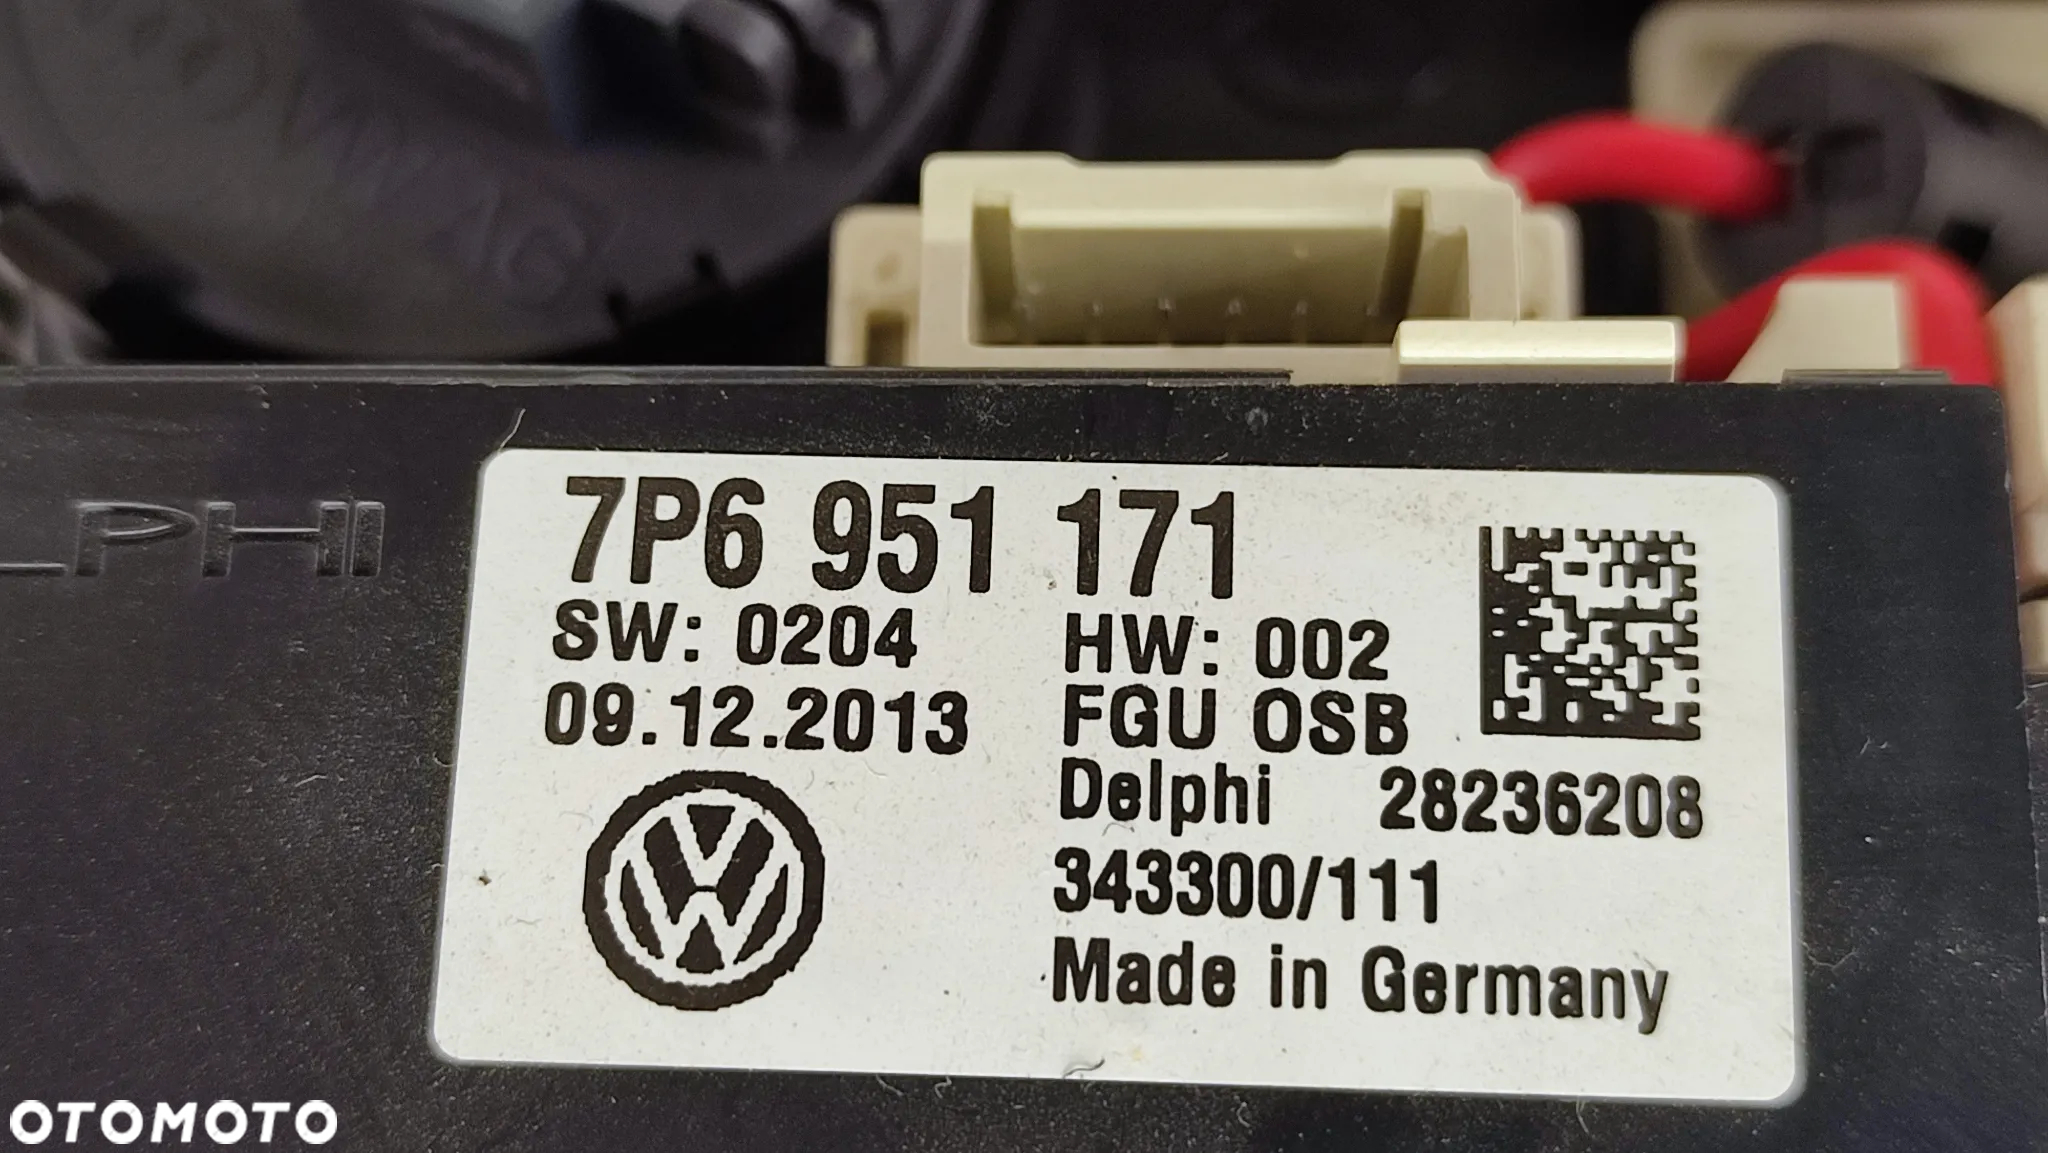 LPHI
7P6 951 171
SW: 0204 HW: 002
09.12.2013 FGU OSB
Delphi 28236208
343300/111
Made in Germany
OTOMOTO